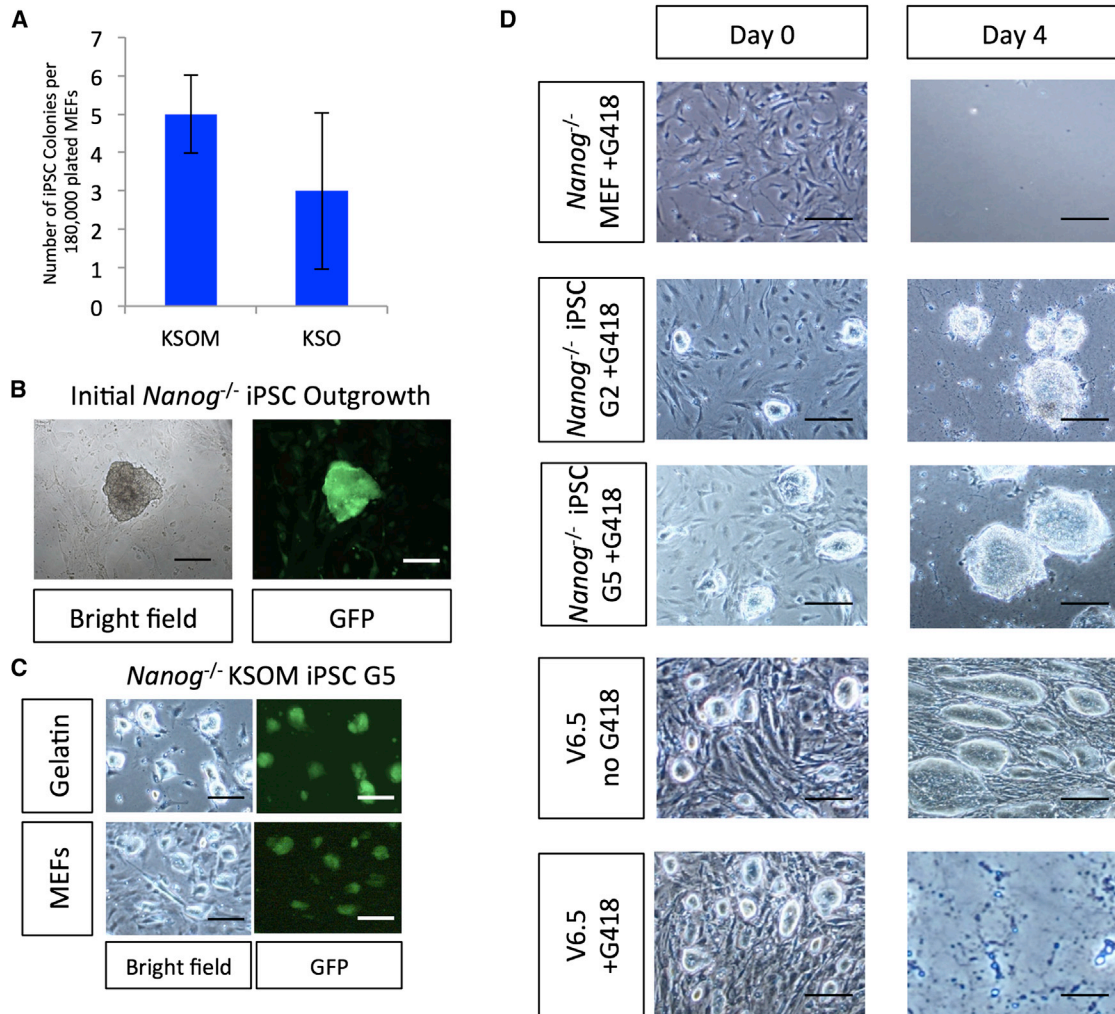 A
Number of iPSC Colonies per
180,000 plated MEFs
7
6
5
4
3
2
1
0
KSOM
KSO
B
Initial Nanog-/- iPSC Outgrowth
Bright field
GFP
C
Nanog-/- KSOM iPSC G5
Gelatin
MEFs
Bright field
GFP
D
Day 0
Day 4
Nanog-/-
MEF +G418
Nanog-/- iPSC
G2 +G418
Nanog-/- iPSC
G5 +G418
V6.5
no G418
V6.5
+G418